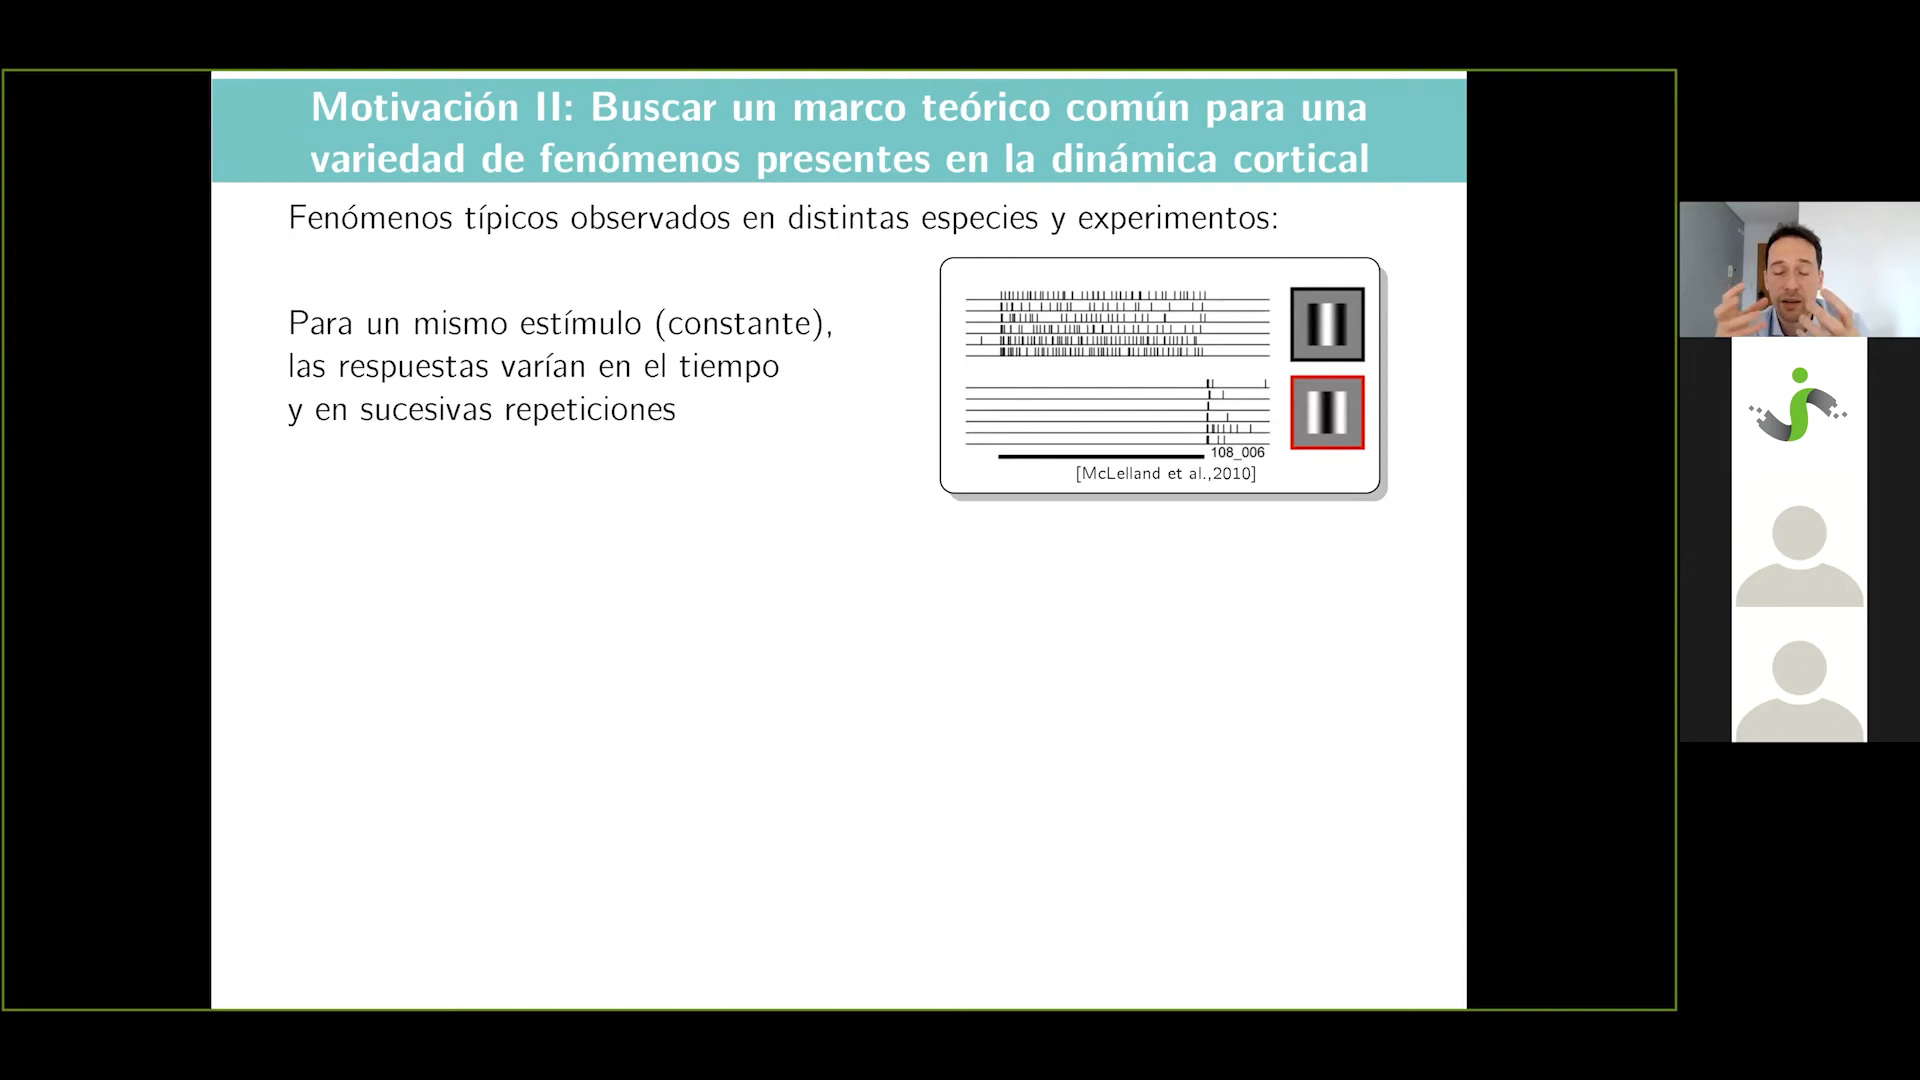 Motivación II: Buscar un marco teórico común para una
variedad de fenómenos presentes en la dinámica cortical
Fenómenos típicos observados en distintas especies y experimentos:
Para un mismo estímulo (constante),
las respuestas varían en el tiempo
y en sucesivas repeticiones
108_006
[McLelland et al.,2010]